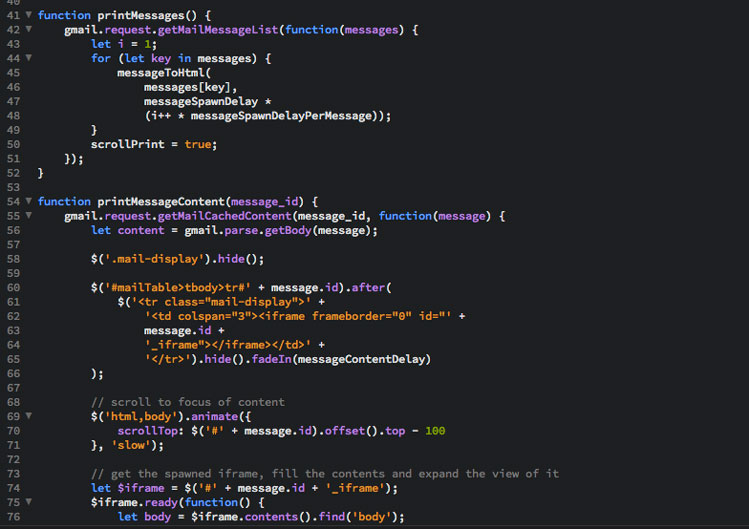 40
41 function printMessages() {
42     gmail.request.getMailMessageList(function(messages) {
43         let i = 1;
44         for (let key in messages) {
45             messageToHtml(
46                 messages[key],
47                 messageSpawnDelay *
48                 (i++ * messageSpawnDelayPerMessage));
49         }
50         scrollPrint = true;
51     });
52 }
53
54 function printMessageContent(message_id) {
55     gmail.request.getMailCachedContent(message_id, function(message) {
56         let content = gmail.parse.getBody(message);
57
58         $('.mail-display').hide();
59
60         $('#mailTable>tbody>tr#' + message.id).after(
61             $('<tr class="mail-display">' +
62                 '<td colspan="3"><iframe frameborder="0" id="' +
63                 message.id +
64                 '_iframe"></iframe></td>' +
65                 '</tr>').hide().fadeIn(messageContentDelay)
66         );
67
68         // scroll to focus of content
69         $('html,body').animate({
70             scrollTop: $('#' + message.id).offset().top - 100
71         }, 'slow');
72
73         // get the spawned iframe, fill the contents and expand the view of it
74         let $iframe = $('#' + message.id + '_iframe');
75         $iframe.ready(function() {
76             let body = $iframe.contents().find('body');